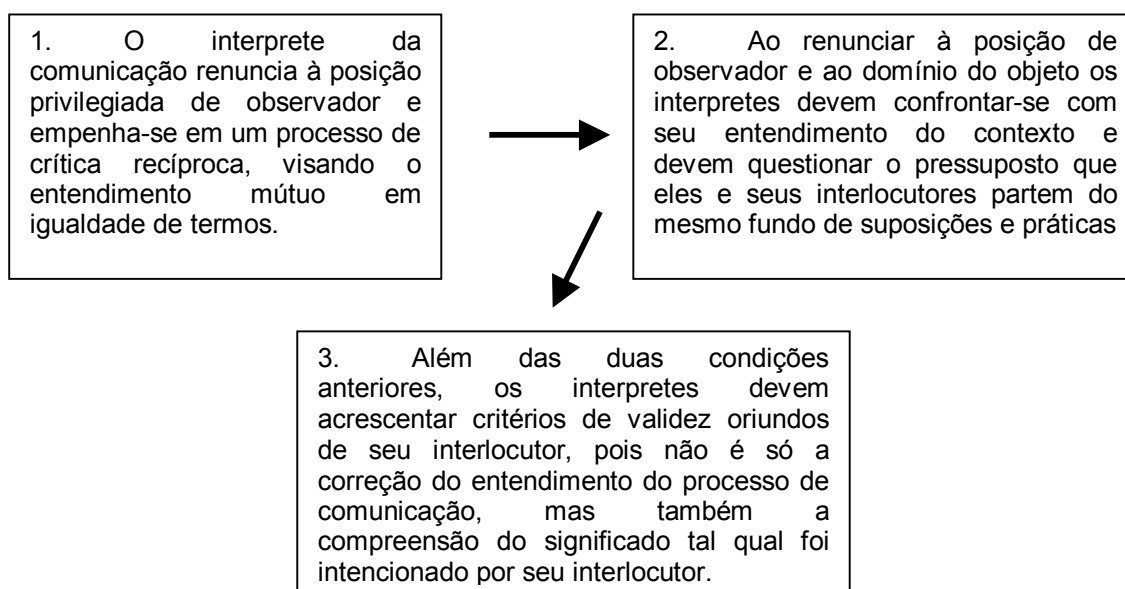 1. O interprete da
comunicação renuncia à posição
privilegiada de observador e
empenha-se em um processo de
crítica recíproca, visando o
entendimento mútuo em
igualdade de termos.
2. Ao renunciar à posição de
observador e ao domínio do objeto os
interpretes devem confrontar-se com
seu entendimento do contexto e
devem questionar o pressuposto que
eles e seus interlocutores partem do
mesmo fundo de suposições e práticas
3. Além das duas condições
anteriores, os interpretes devem
acrescentar critérios de validez oriundos
de seu interlocutor, pois não é só a
correção do entendimento do processo de
comunicação, mas também a
compreensão do significado tal qual foi
intencionado por seu interlocutor.